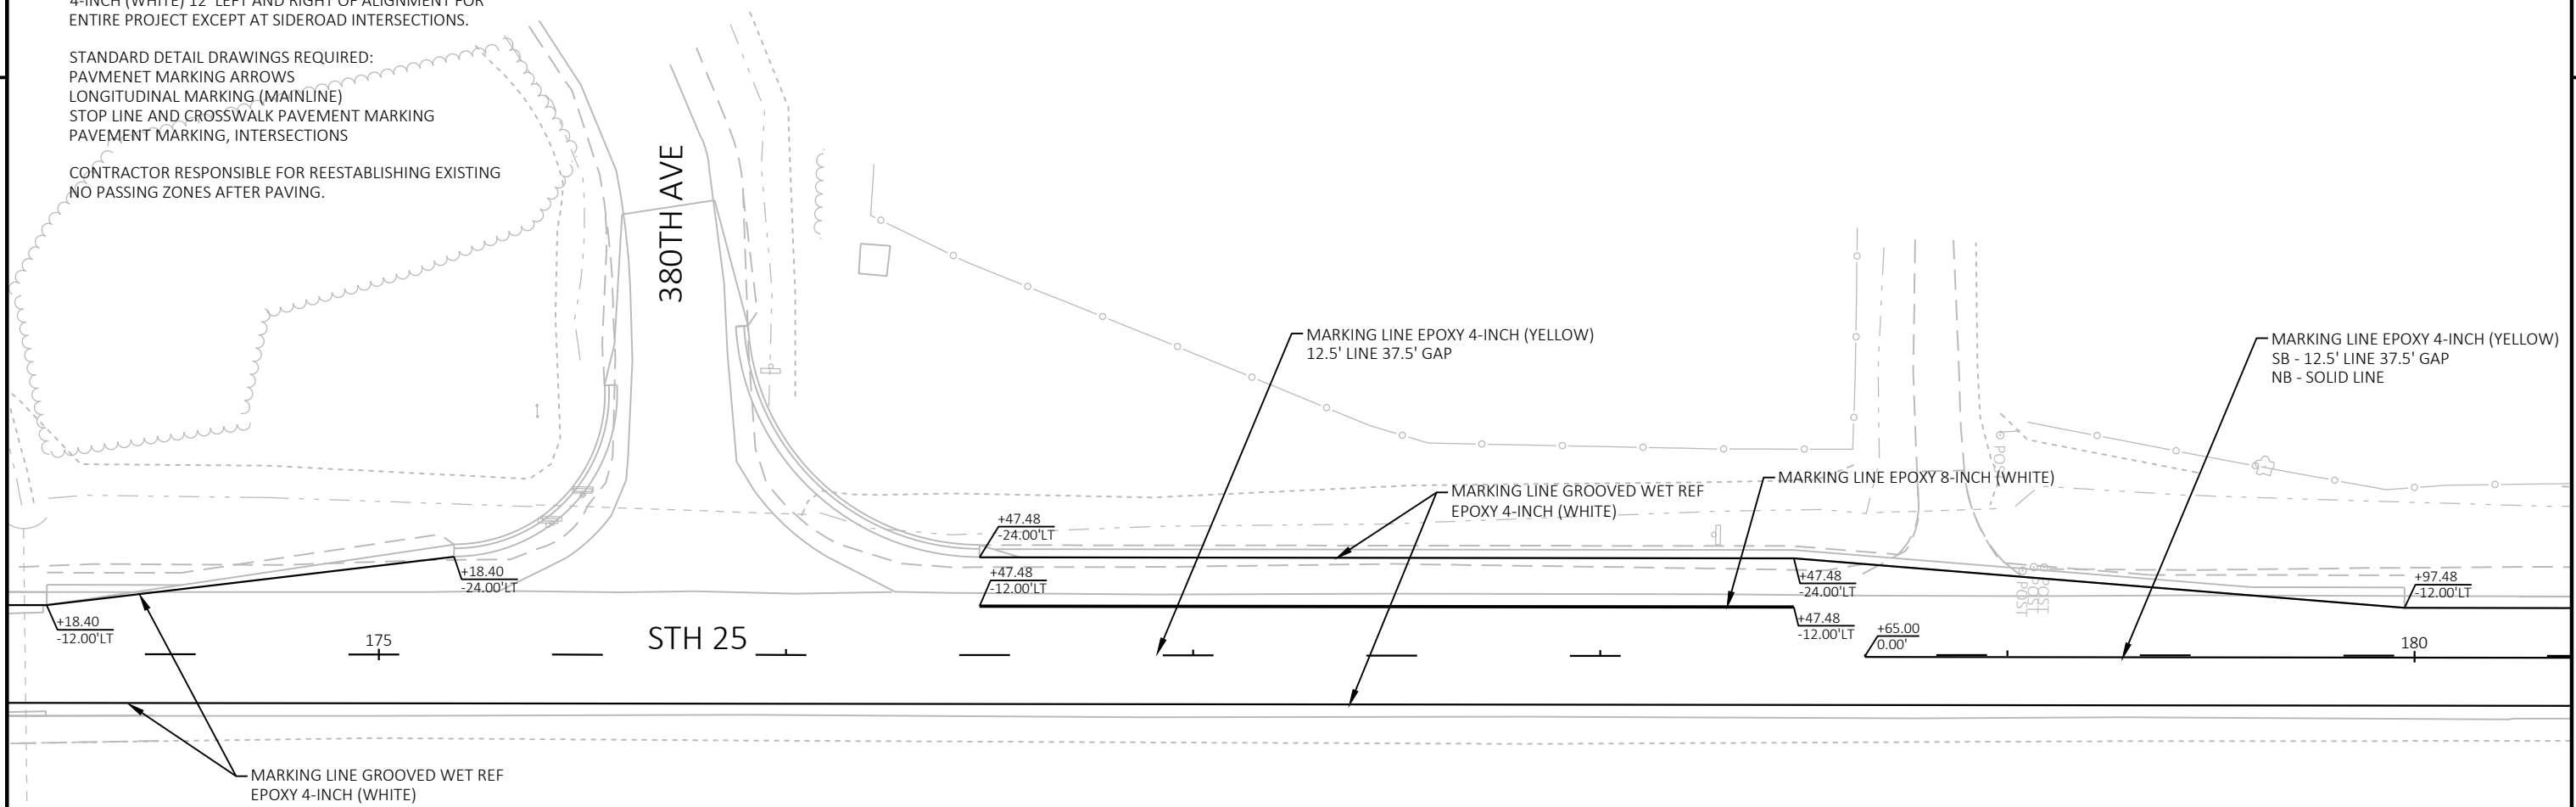 4-INCH (WHITE) 12' LEFT AND RIGHT OF ALIGNMENT FOR
ENTIRE PROJECT EXCEPT AT SIDEROAD INTERSECTIONS.
STANDARD DETAIL DRAWINGS REQUIRED:
PAVMENET MARKING ARROWS
LONGITUDINAL MARKING (MAINLINE)
STOP LINE AND CROSSWALK PAVEMENT MARKING
PAVEMENT MARKING, INTERSECTIONS
CONTRACTOR RESPONSIBLE FOR REESTABLISHING EXISTING
NO PASSING ZONES AFTER PAVING.
380TH AVE
MARKING LINE EPOXY 4-INCH (YELLOW)
12.5' LINE 37.5' GAP
MARKING LINE EPOXY 4-INCH (YELLOW)
SB - 12.5' LINE 37.5' GAP
NB - SOLID LINE
POST
MARKING LINE EPOXY 8-INCH (WHITE)
MARKING LINE GROOVED WET REF
EPOXY 4-INCH (WHITE)
+47.48
-24.00'LT
+18.40
-24.00'LT
+47.48
-12.00'LT
+47.48
-24.00'LT
POST
POST
POST
+97.48
-12.00'LT
+18.40
-12.00'LT
+47.48
-12.00'LT
+65.00
0.00'
175
STH 25
180
MARKING LINE GROOVED WET REF
EPOXY 4-INCH (WHITE)